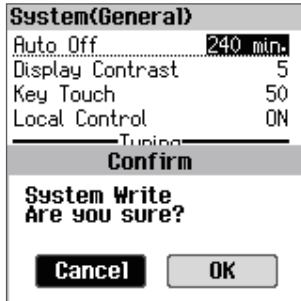 System(General)
Auto Off 240 min.
Display Contrast 5
Key Touch 50
Local Control ON
Tuning
Confirm
System Write
Are you sure?
Cancel OK